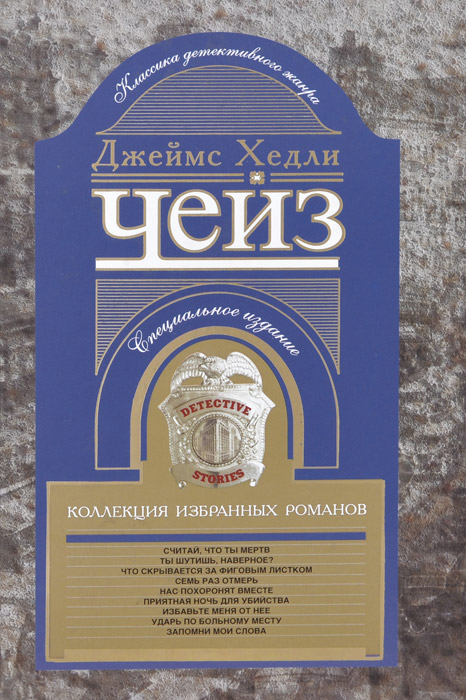 Классика детективного жанра
Джеймс Хедли
Чейз
Специальное издание
DETECTIVE
STORIES
КОЛЛЕКЦИЯ ИЗБРАННЫХ РОМАНОВ
СЧИТАЙ, ЧТО ТЫ МЕРТВ
ТЫ ШУТИШЬ, НАВЕРНОЕ?
ЧТО СКРЫВАЕТСЯ ЗА ФИГОВЫМ ЛИСТКОМ
СЕМЬ РАЗ ОТМЕРЬ
НАС ПОХОРОНЯТ ВМЕСТЕ
ПРИЯТНАЯ НОЧЬ ДЛЯ УБИЙСТВА
ИЗБАВЬТЕ МЕНЯ ОТ НЕЕ
УДАРЬ ПО БОЛЬНОМУ МЕСТУ
ЗАПОМНИ МОИ СЛОВА